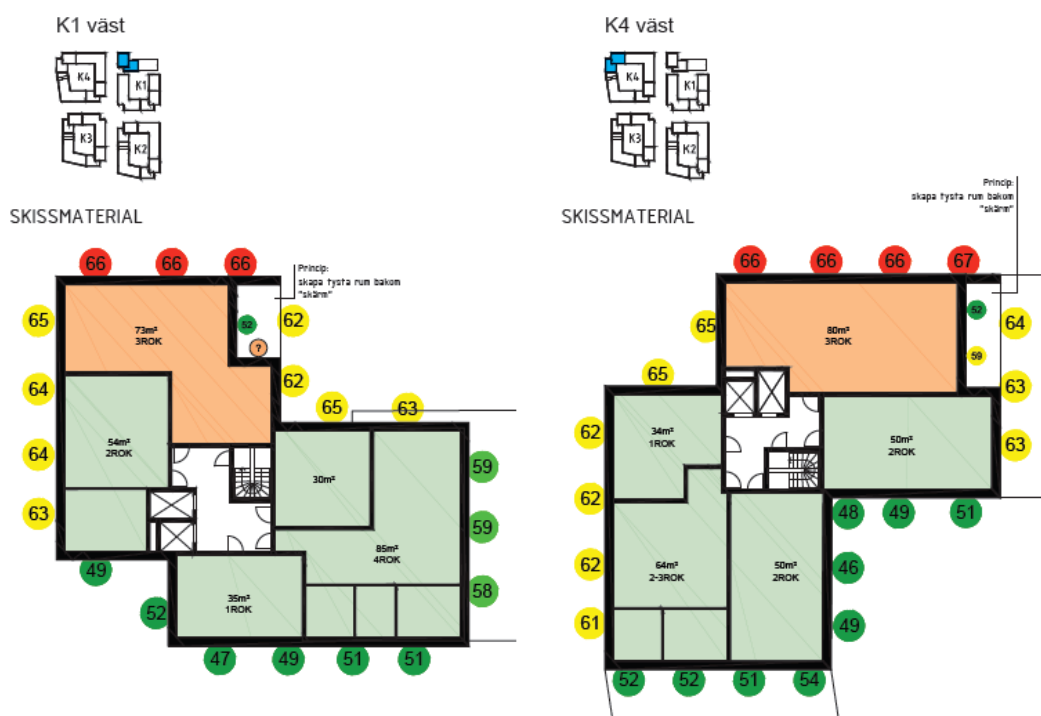 K1 väst
K4
K1
K3
K2
SKISSMATERIAL
66
66
66
Princip:
skapa tysta rum bakom
"skärm"
65
73m²
3ROK
52
?
62
62
64
65
63
54m²
2ROK
64
30m²
59
63
59
85m²
4ROK
49
58
35m²
1ROK
52
47
49
51
51
K4 väst
K4
K1
K3
K2
Princip:
skapa tysta rum bakom
"skärm"
SKISSMATERIAL
66
66
66
67
65
80m²
3ROK
52
64
59
65
63
62
34m²
1ROK
50m²
2ROK
63
62
48
49
51
62
64m²
2-3ROK
50m²
2ROK
46
61
49
52
52
51
54